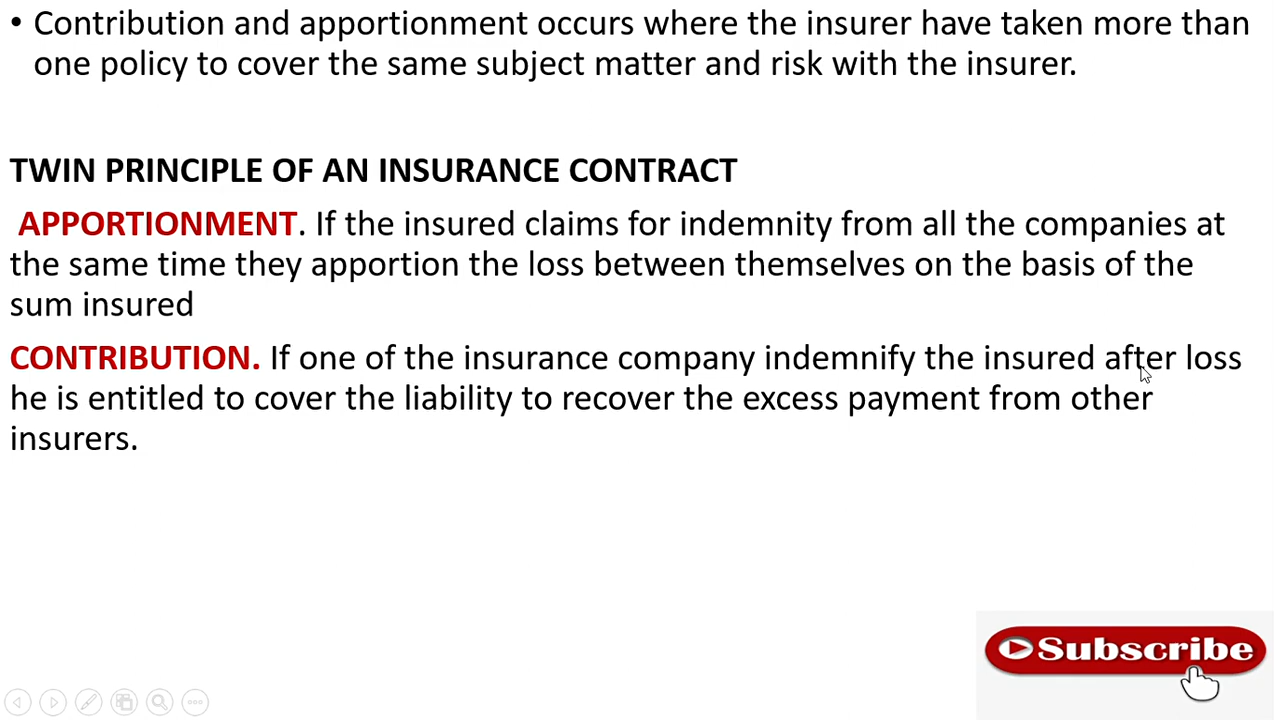 • Contribution and apportionment occurs where the insurer have taken more than
one policy to cover the same subject matter and risk with the insurer.
TWIN PRINCIPLE OF AN INSURANCE CONTRACT
APPORTIONMENT. If the insured claims for indemnity from all the companies at
the same time they apportion the loss between themselves on the basis of the
sum insured
CONTRIBUTION. If one of the insurance company indemnify the insured after loss
he is entitled to cover the liability to recover the excess payment from other
insurers.
Subscribe